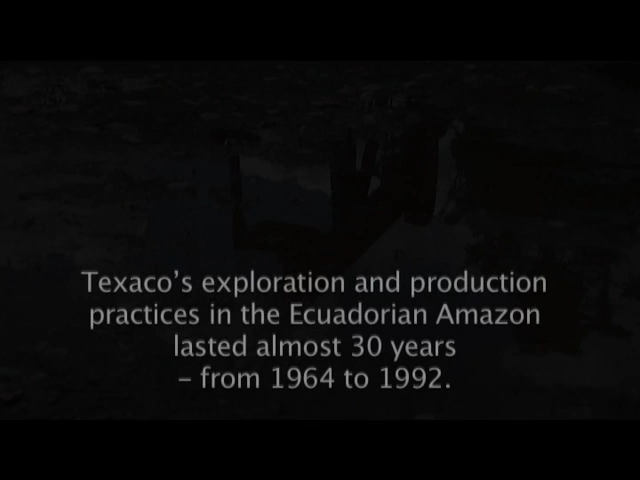 Texaco's exploration and production
practices in the Ecuadorian Amazon
lasted almost 30 years
– from 1964 to 1992.